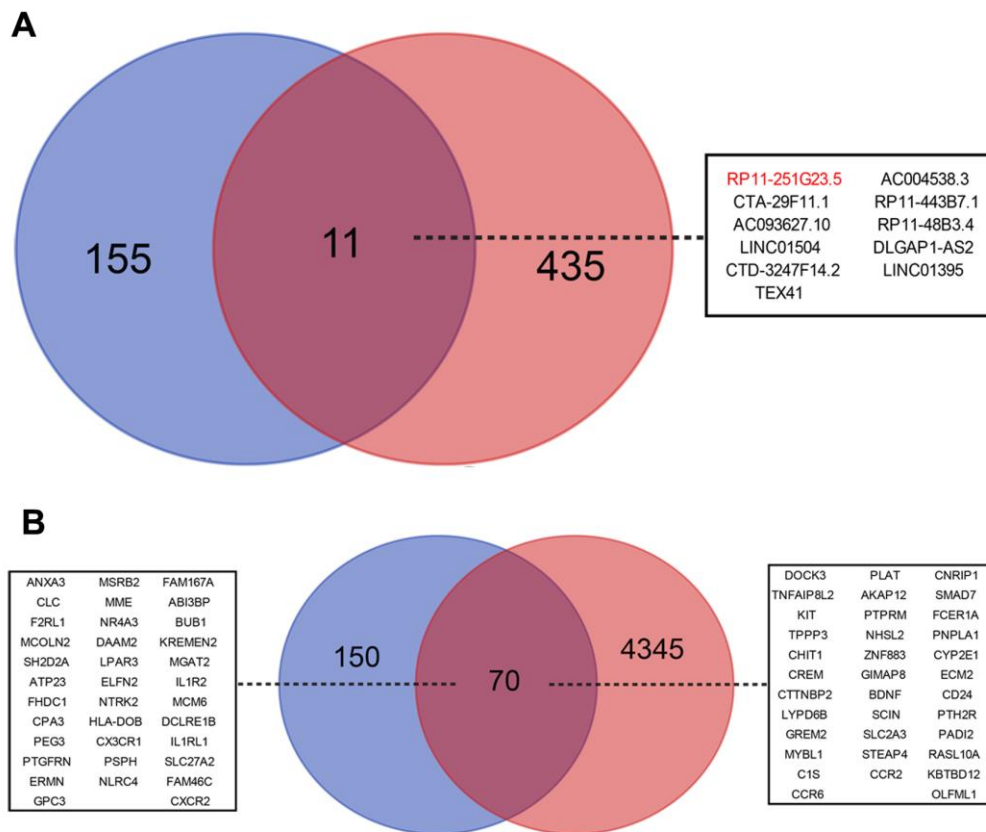 A
155
11
435
RP11-251G23.5 AC004538.3
CTA-29F11.1 RP11-443B7.1
AC093627.10 RP11-48B3.4
LINC01504 DLGAP1-AS2
CTD-3247F14.2 LINC01395
TEX41
B
ANXA3 MSRB2 FAM167A
CLC MME ABI3BP
F2RL1 NR4A3 BUB1
MCOLN2 DAAM2 KREMEN2
SH2D2A LPAR3 MGAT2
ATP23 ELFN2 IL1R2
FHDC1 NTRK2 MCM6
CPA3 HLA-DOB DCLRE1B
PEG3 CX3CR1 IL1RL1
PTGFRN PSPH SLC27A2
ERMN NLRC4 FAM46C
GPC3 CXCR2
150
70
4345
DOCK3 PLAT CNRIP1
TNFAIP8L2 AKAP12 SMAD7
KIT PTPRM FCER1A
TPPP3 NHSL2 PNPLA1
CHIT1 ZNF883 CYP2E1
CREM GIMAP8 ECM2
CTTNBP2 BDNF CD24
LYPD6B SCIN PTH2R
GREM2 SLC2A3 PADI2
MYBL1 STEAP4 RASL10A
C1S CCR2 KBTBD12
CCR6 OLFML1